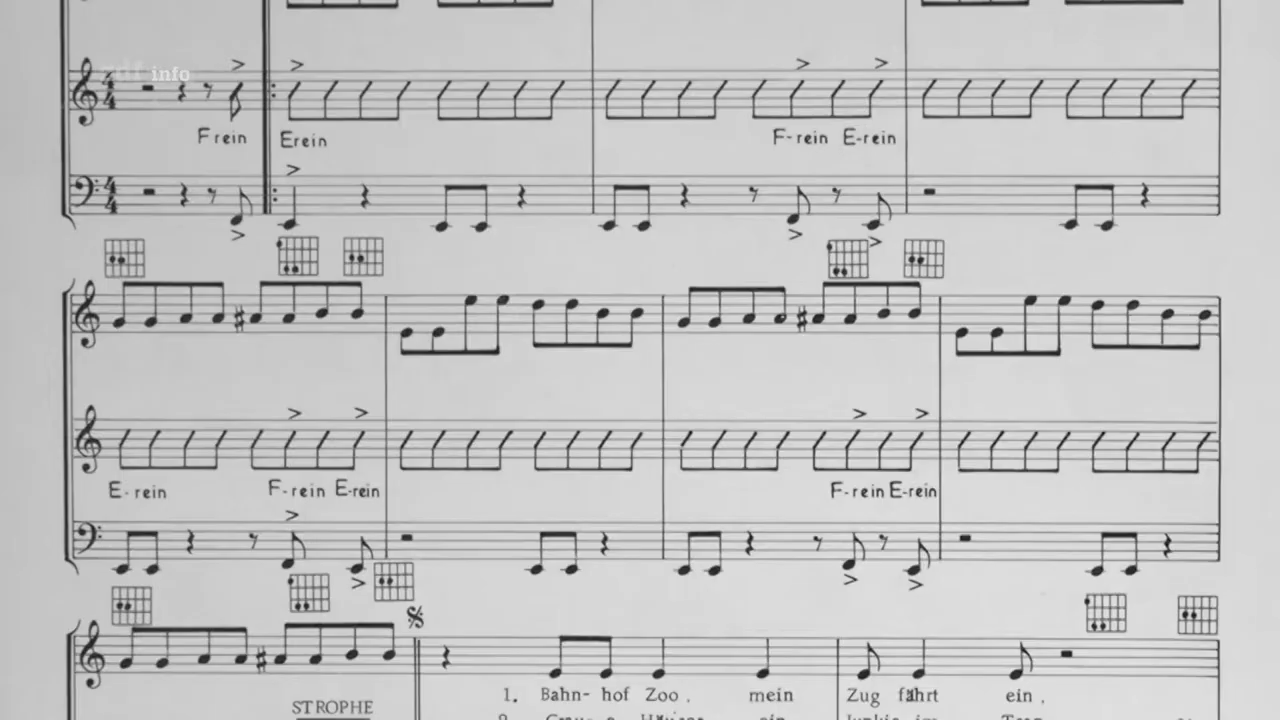 zdf info
F rein Erein F-rein E-rein
E-rein F-rein E-rein F-rein E-rein
1. Bahn- hof Zoo, mein Zug fährt ein,
STROPHE